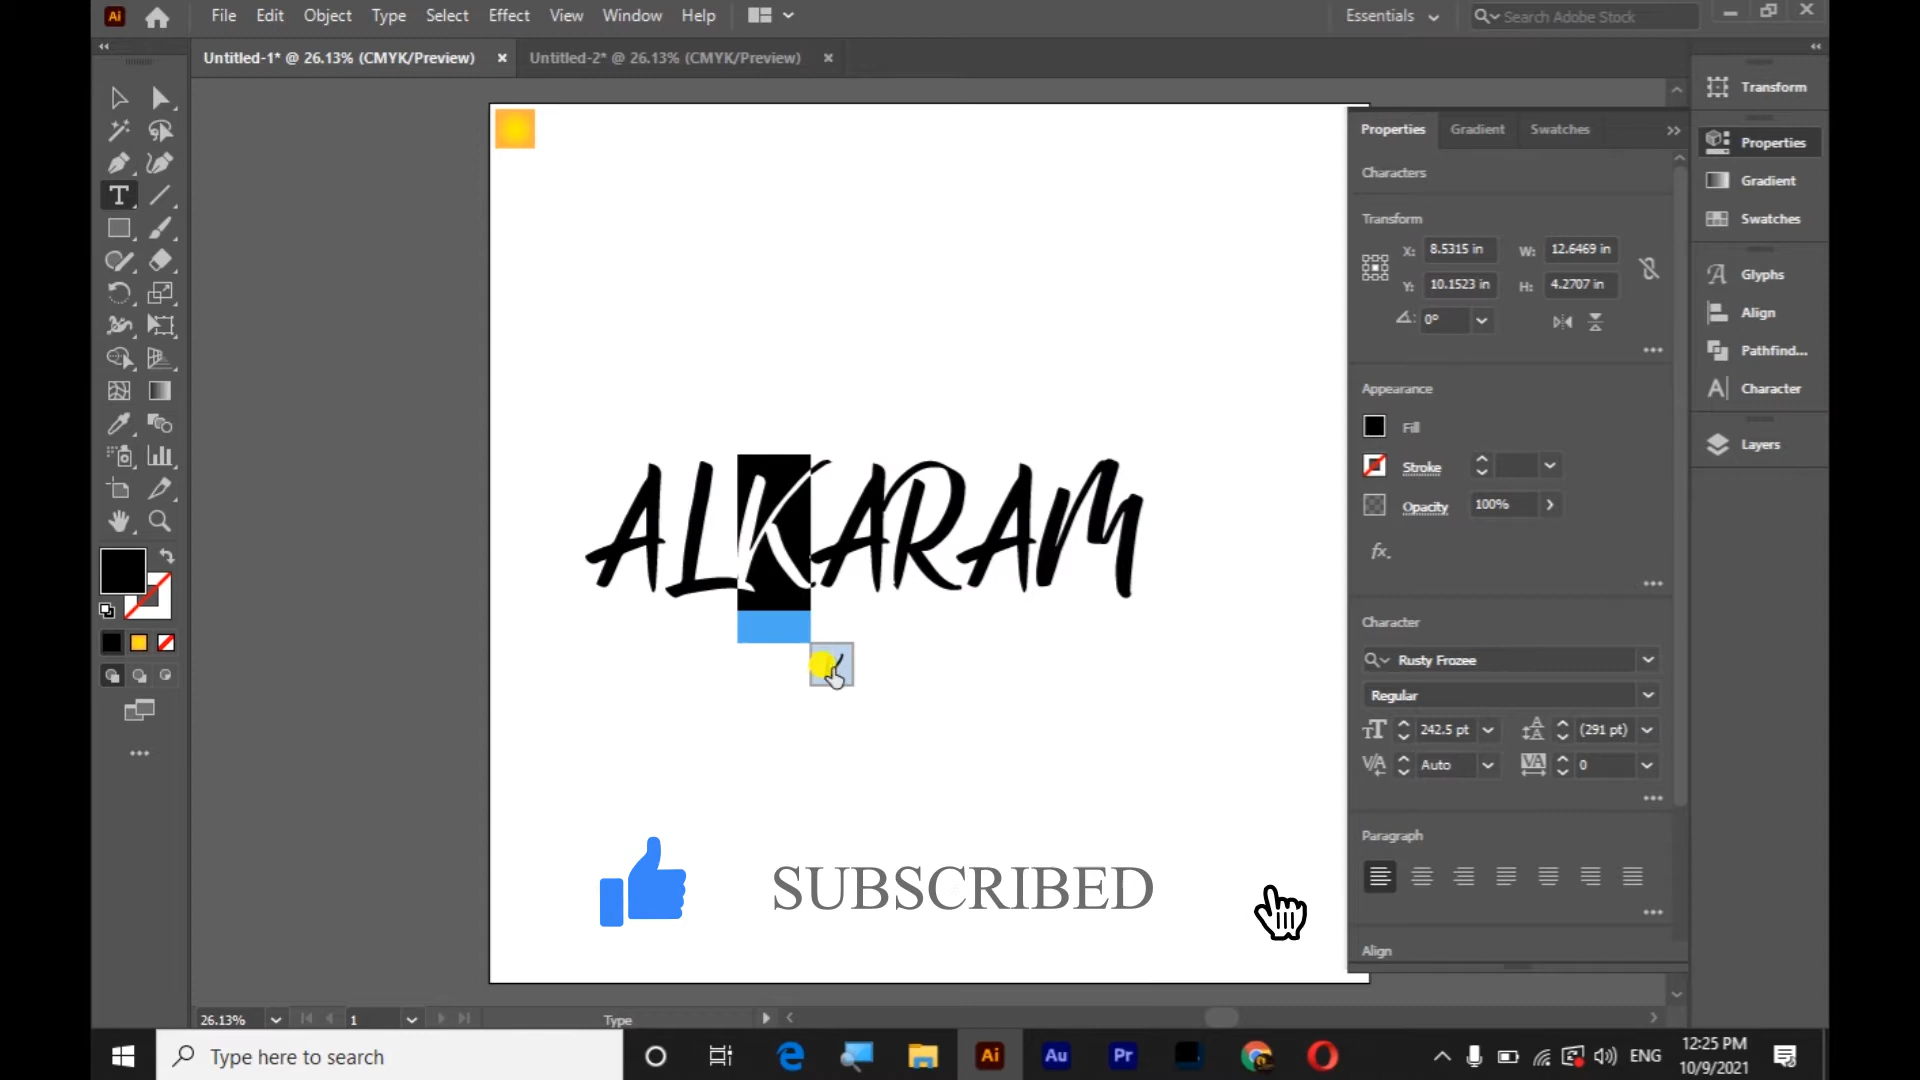 Ai File Edit Object Type Select Effect View Window Help Essentials Search Adobe Stock
Untitled-1* @ 26.13% (CMYK/Preview) × Untitled-2* @ 26.13% (CMYK/Preview) ×
Properties Gradient Swatches
Characters
Transform
X: 8.5315 in W: 12.6469 in
Y: 10.1523 in H: 4.2707 in
0°
Appearance
Fill
Stroke
Opacity 100%
fx.
Character
Rusty Frozee
Regular
242.5 pt (291 pt)
Auto 0
Paragraph
Align
Transform
Properties
Gradient
Swatches
Glyphs
Align
Pathfind...
Character
Layers
ALKARAM
SUBSCRIBED
26.13% 1 Type
Type here to search
Ai Au Pr
ENG 12:25 PM
10/9/2021